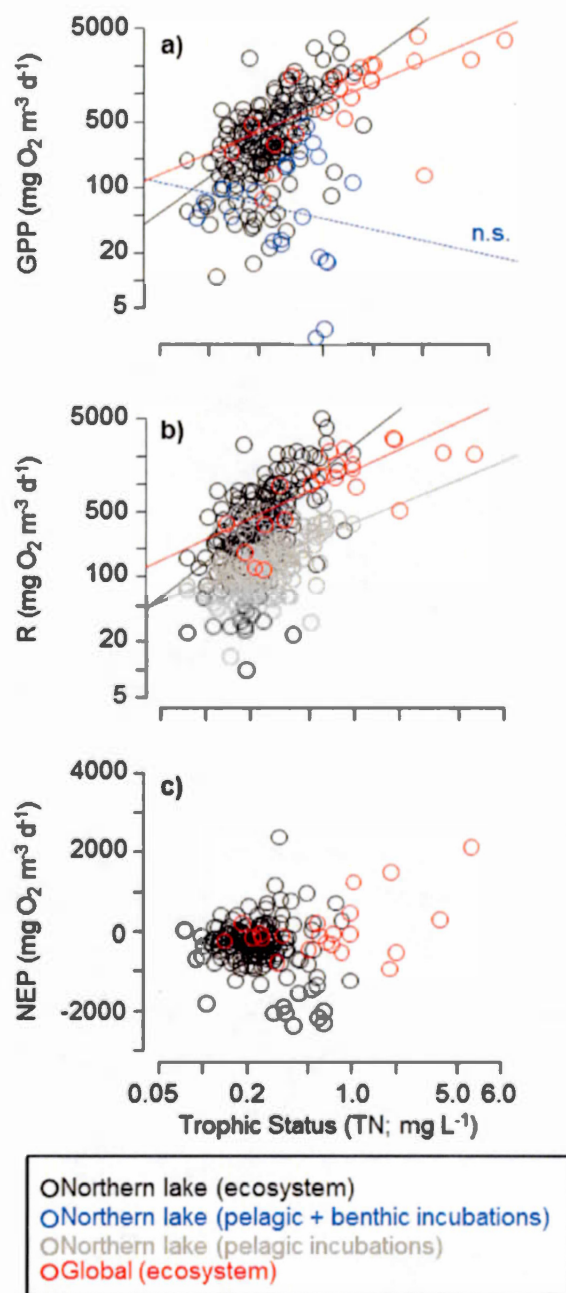 a)
5000
500
100
20
5
GPP (mg O₂ m⁻³ d⁻¹)
n.s.
b)
5000
500
100
20
5
R (mg O₂ m⁻³ d⁻¹)
c)
4000
2000
0
-2000
NEP (mg O₂ m⁻³ d⁻¹)
0.05 0.2 1.0 5.0 6.0
Trophic Status (TN; mg L⁻¹)
Northern lake (ecosystem)
Northern lake (pelagic + benthic incubations)
Northern lake (pelagic incubations)
Global (ecosystem)